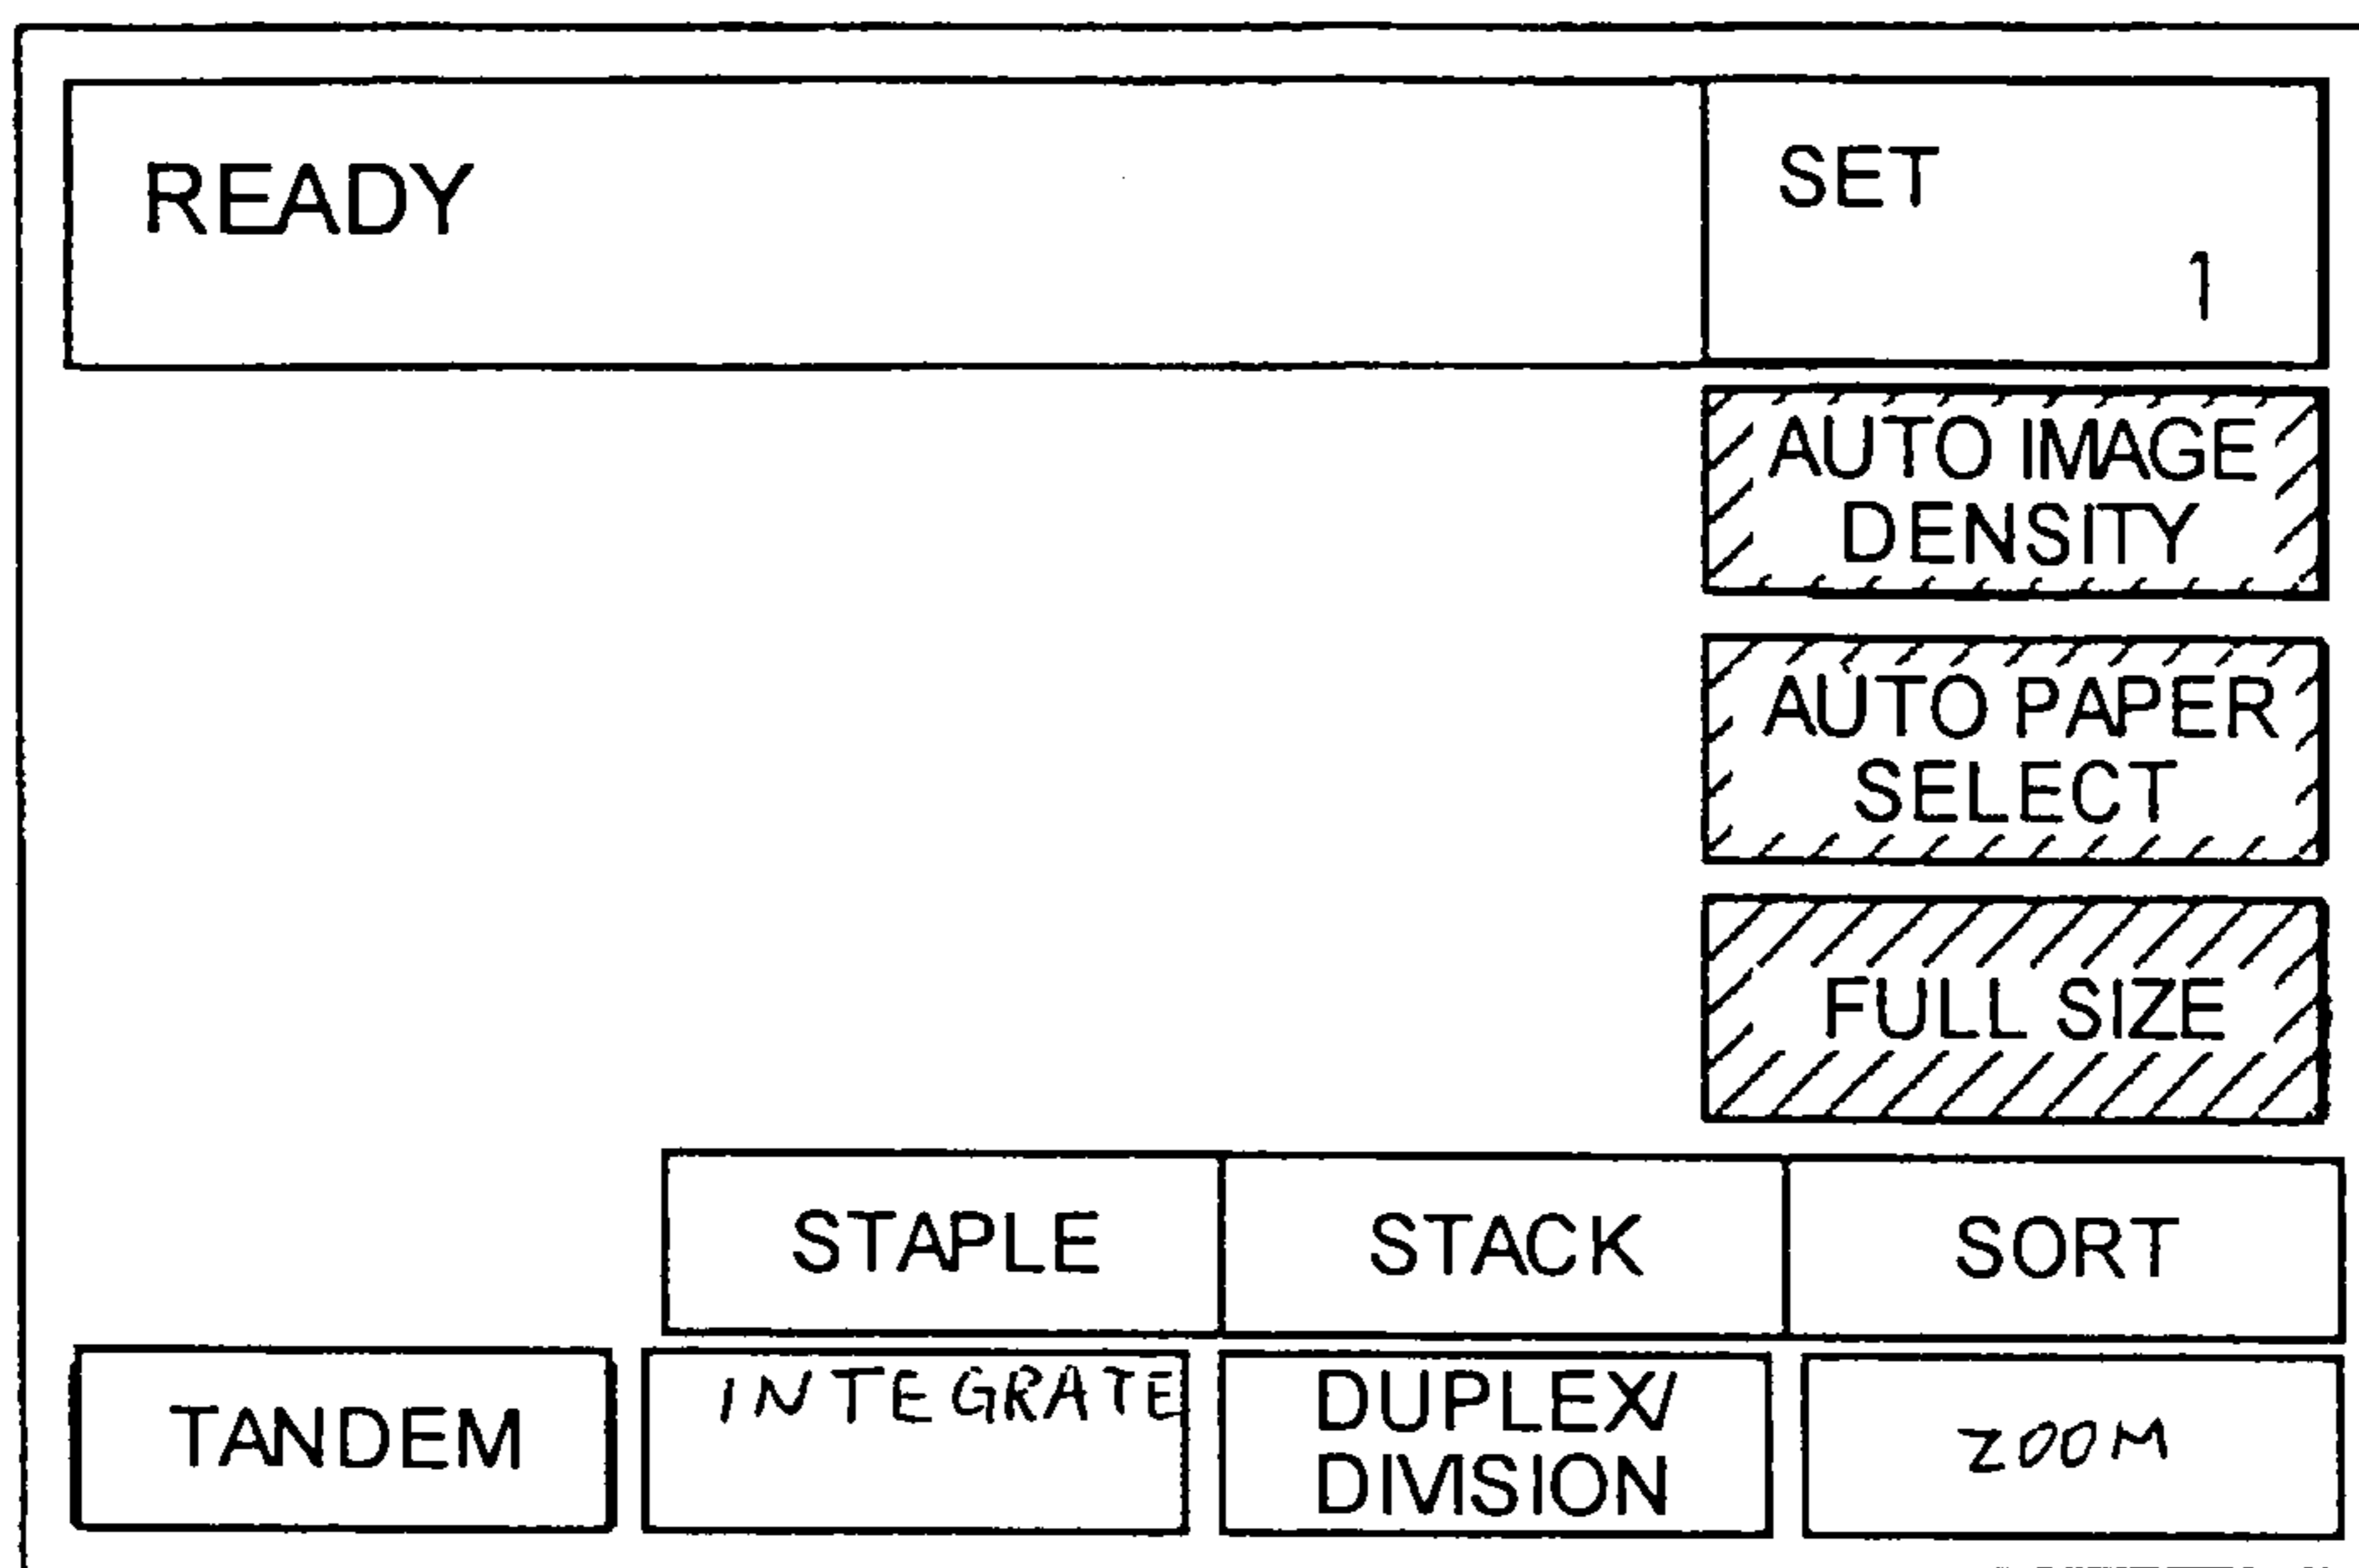 READY
SET
1
AUTO IMAGE
DENSITY
AUTO PAPER
SELECT
FULL SIZE
STAPLE
STACK
SORT
TANDEM
INTEGRATE
DUPLEX/
DIVISION
ZOOM